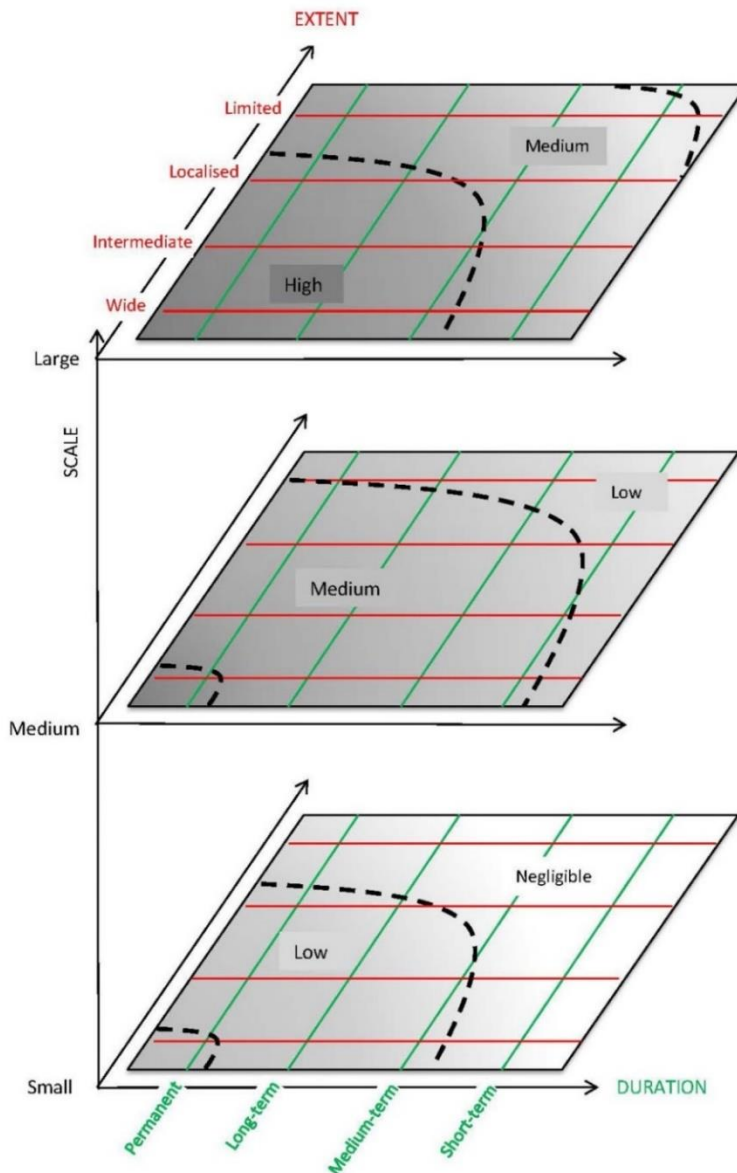 EXTENT
Limited
Medium
Localised
Intermediate
High
Wide
Large
SCALE
Low
Medium
Medium
Negligible
Low
Small
Permanent
Long-term
Medium-term
Short-term
DURATION